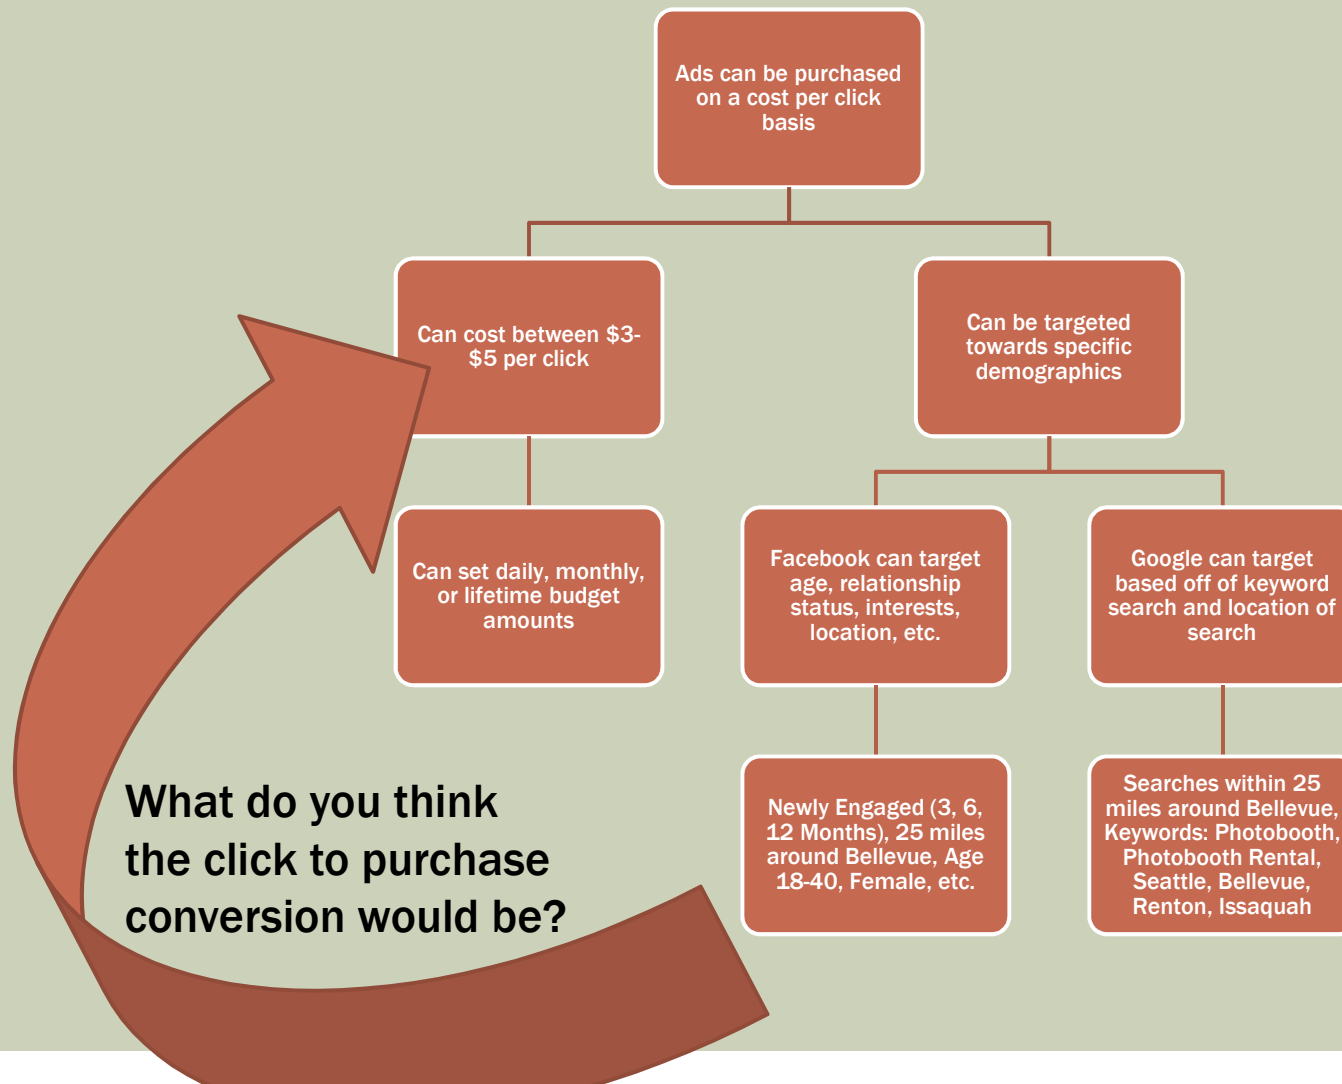 Ads can be purchased
on a cost per click
basis
Can cost between $3-
$5 per click
Can be targeted
towards specific
demographics
Can set daily, monthly,
or lifetime budget
amounts
Facebook can target
age, relationship
status, interests,
location, etc.
Google can target
based off of keyword
search and location of
search
Newly Engaged (3, 6,
12 Months), 25 miles
around Bellevue, Age
18-40, Female, etc.
Searches within 25
miles around Bellevue,
Keywords: Photobooth,
Photobooth Rental,
Seattle, Bellevue,
Renton, Issaquah
What do you think
the click to purchase
conversion would be?